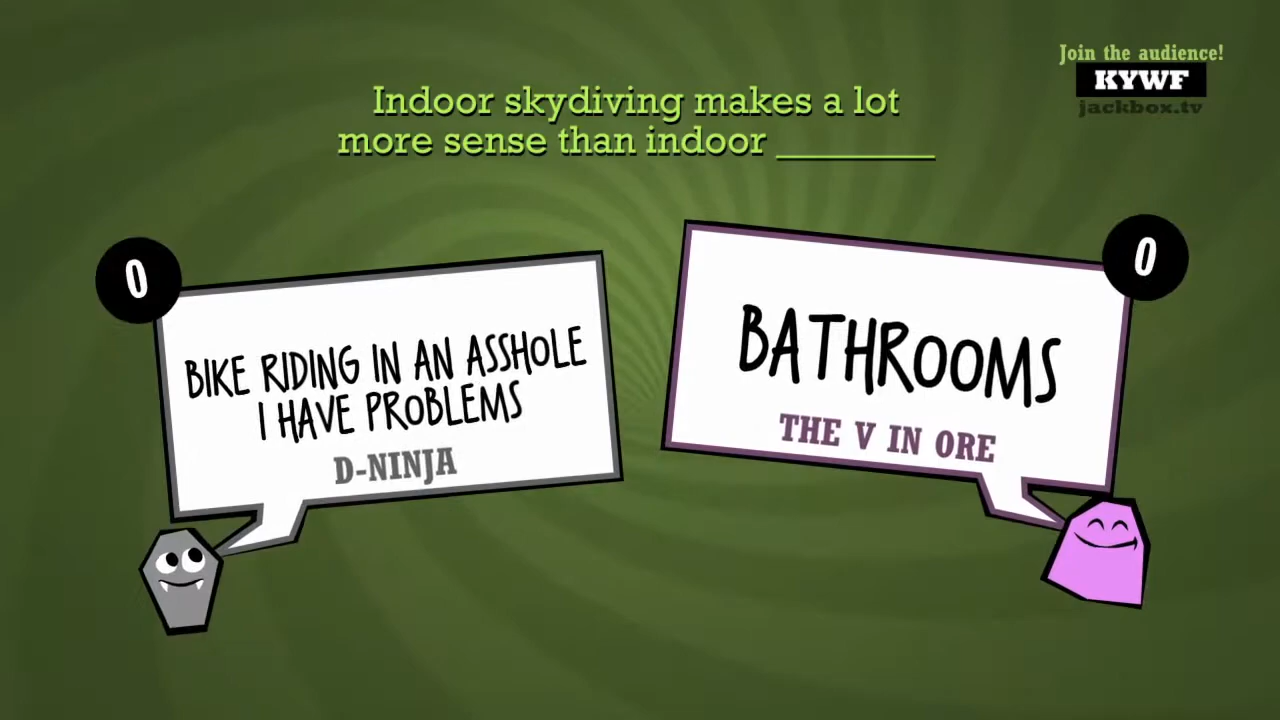 Join the audience!
KYWF
jackbox.tv
Indoor skydiving makes a lot
more sense than indoor ________
0
BIKE RIDING IN AN ASSHOLE
I HAVE PROBLEMS
D-NINJA
0
BATHROOMS
THE V IN ORE